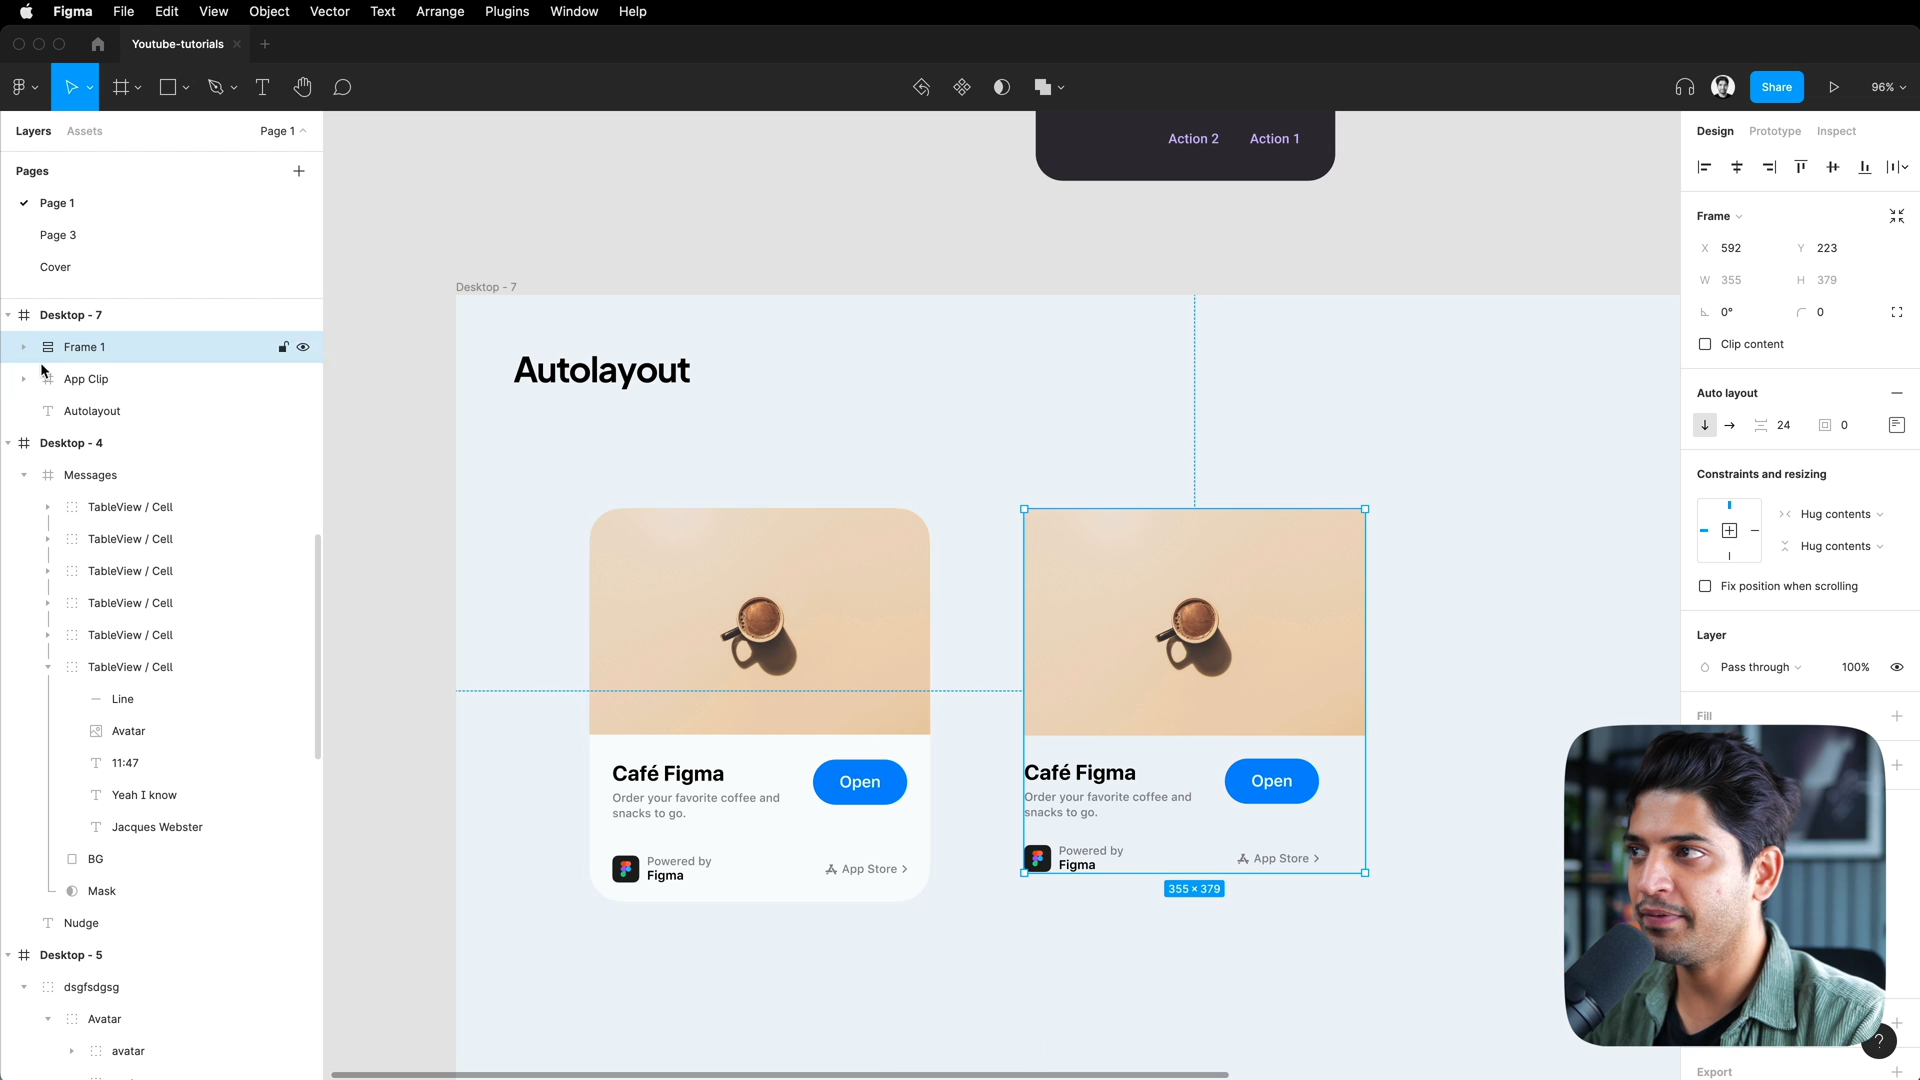 Figma File Edit View Object Vector Text Arrange Plugins Window Help
Youtube-tutorials
Share
96%
Layers Assets Page 1
Pages
Page 1
Page 3
Cover
Desktop - 7
Frame 1
App Clip
Autolayout
Desktop - 4
Messages
TableView / Cell
TableView / Cell
TableView / Cell
TableView / Cell
TableView / Cell
TableView / Cell
Line
Avatar
11:47
Yeah I know
Jacques Webster
BG
Mask
Nudge
Desktop - 5
dsgfsdgsg
Avatar
avatar
Action 2 Action 1
Desktop - 7
Autolayout
Café Figma
Order your favorite coffee and
snacks to go.
Open
Powered by
Figma
App Store
Café Figma
Order your favorite coffee and
snacks to go.
Open
Powered by
Figma
App Store
355 × 379
Design Prototype Inspect
Frame
X 592 Y 223
W 355 H 379
0° 0
Clip content
Auto layout
24 0
Constraints and resizing
Hug contents
Hug contents
Fix position when scrolling
Layer
Pass through 100%
Fill
?
Export